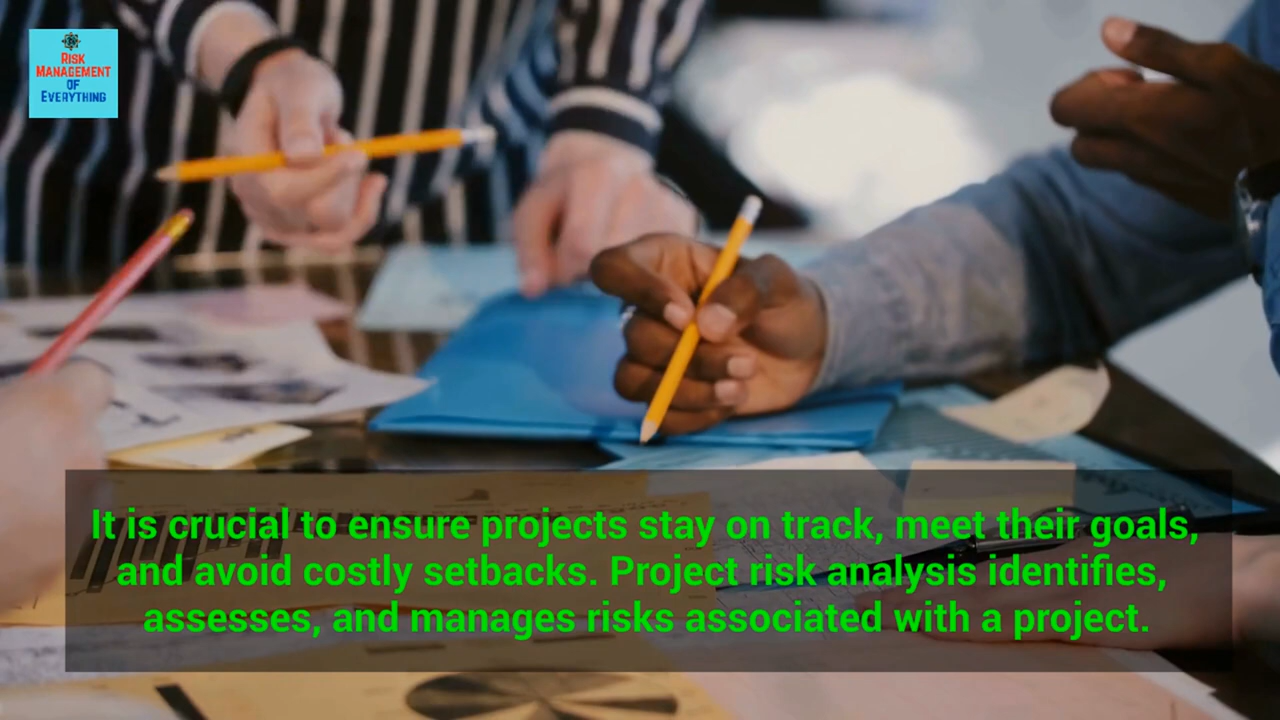 Risk
Management
of
Everything
It is crucial to ensure projects stay on track, meet their goals,
and avoid costly setbacks. Project risk analysis identifies,
assesses, and manages risks associated with a project.